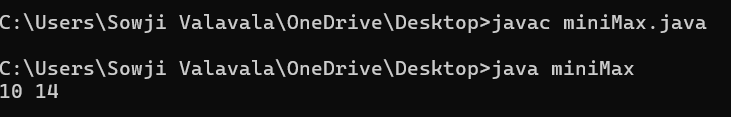 C:\Users\Sowji Valavala\OneDrive\Desktop>javac miniMax.java
C:\Users\Sowji Valavala\OneDrive\Desktop>java miniMax
10 14